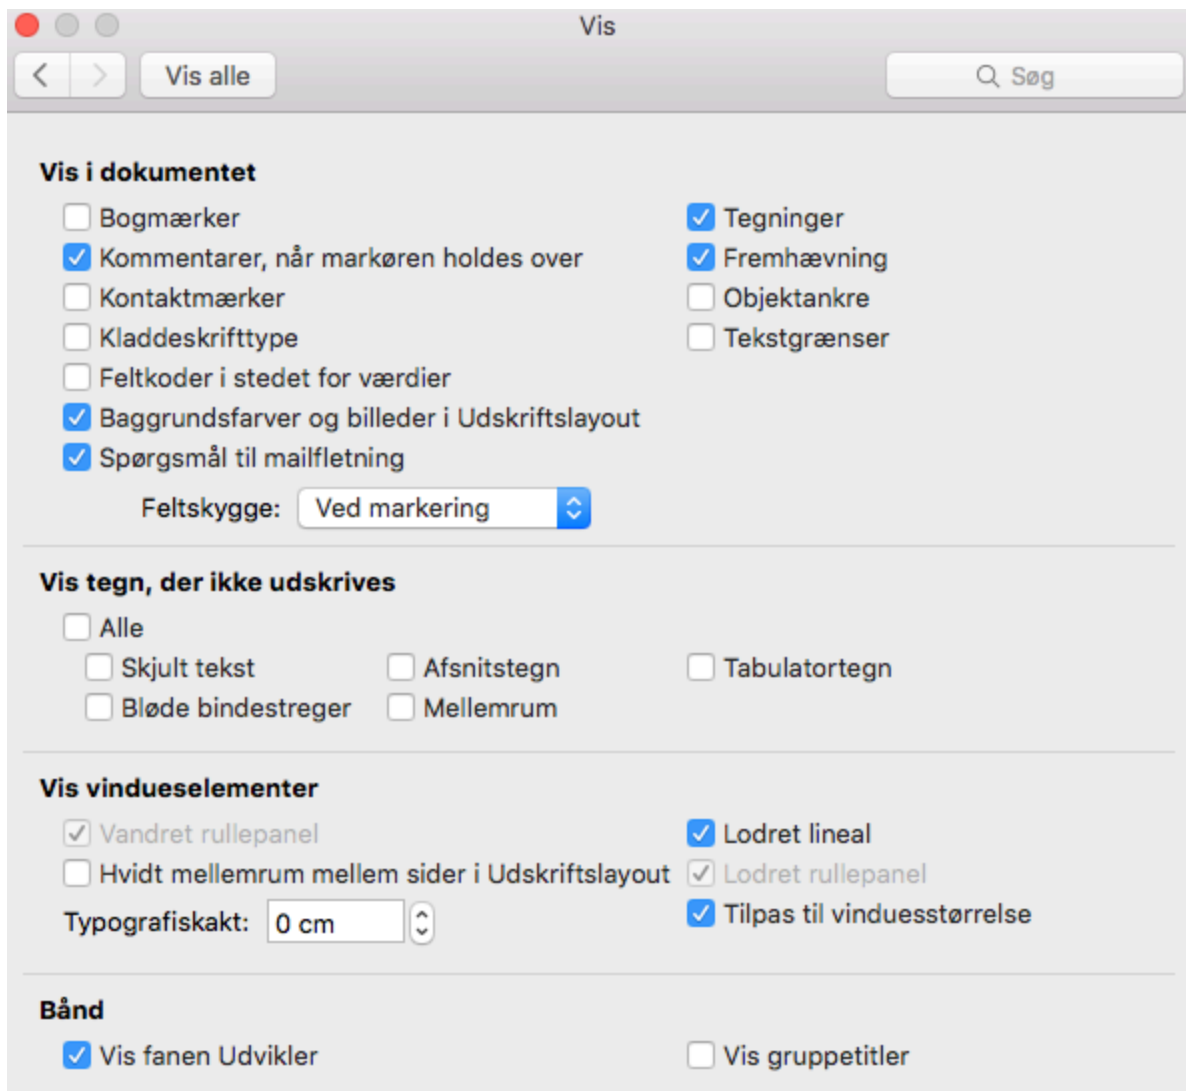 Vis
Vis alle
Søg
Vis i dokumentet
Bogmærker
Tegninger
Kommentarer, når markøren holdes over
Fremhævning
Kontaktmærker
Objektankre
Kladdeskrifttype
Tekstgrænser
Feltkoder i stedet for værdier
Baggrundsfarver og billeder i Udskriftslayout
Spørgsmål til mailfletning
Feltskygge: Ved markering
Vis tegn, der ikke udskrives
Alle
Skjult tekst Afsnitstegn Tabulatortegn
Bløde bindestreger Mellemrum
Vis vindueselementer
Vandret rullepanel
Lodret lineal
Hvidt mellemrum mellem sider i Udskriftslayout
Lodret rullepanel
Typografiskakt: 0 cm
Tilpas til vinduesstørrelse
Bånd
Vis fanen Udvikler
Vis gruppetitler